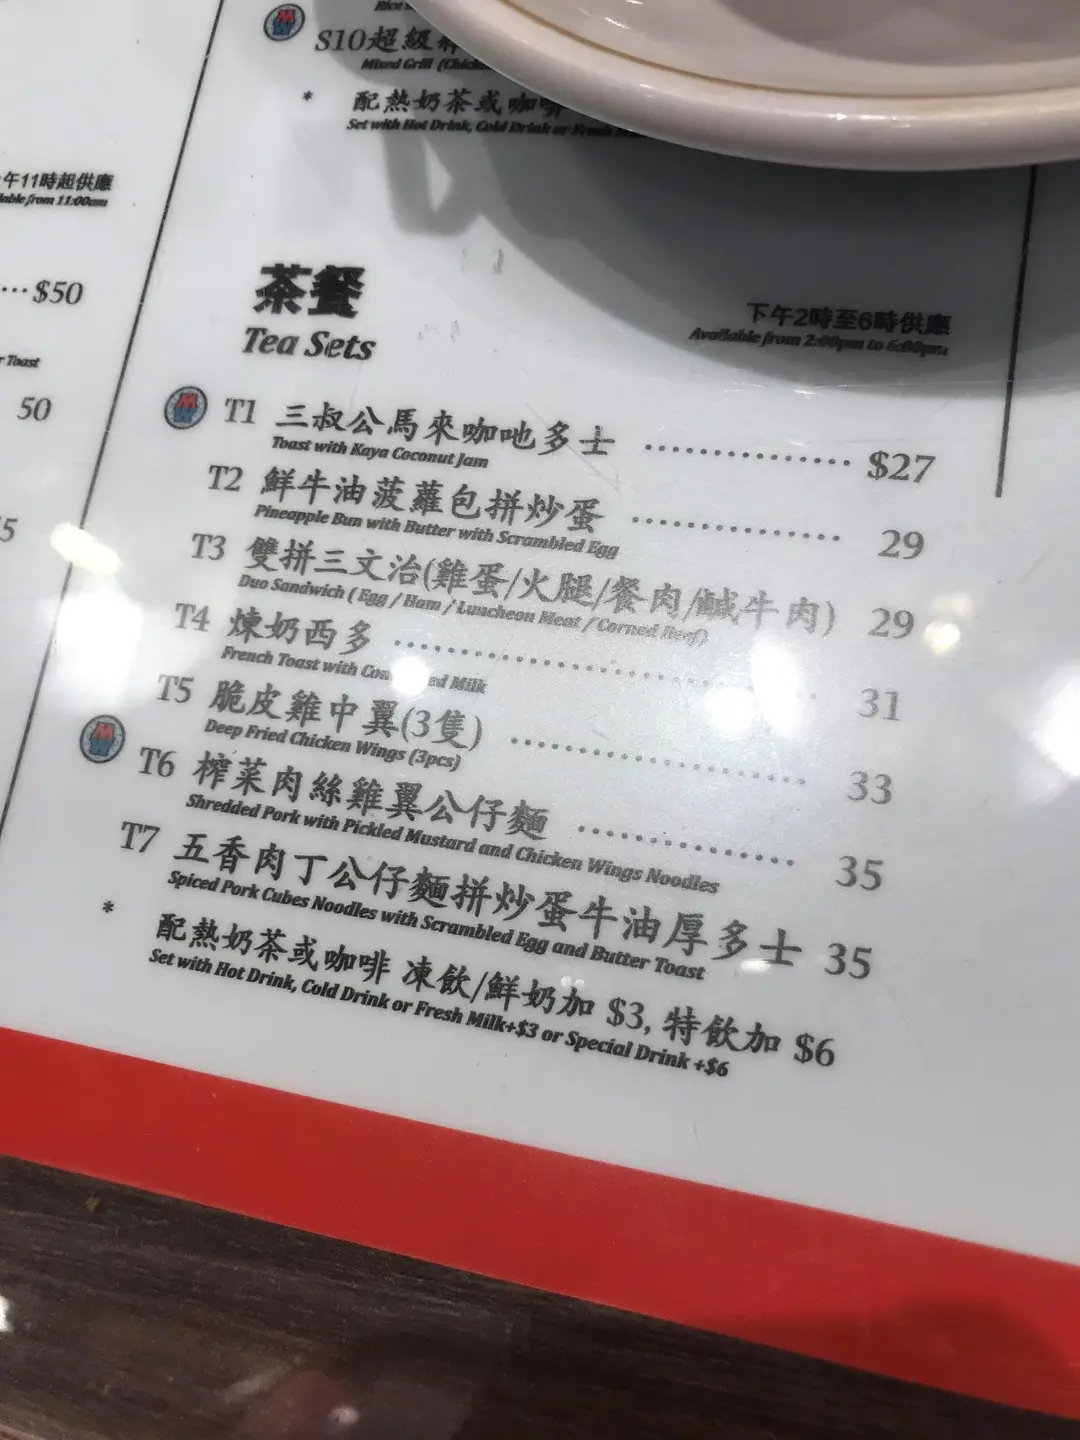 S10超級
Mixed Grill (Chicken
* 配熱奶茶或咖啡
Set with Hot Drink, Cold Drink or Fresh
午11時起供應
from 11:00am
$50
Toast
50
茶餐
Tea Sets
下午2時至6時供應
Available from 2:00pm to 6:00pm
T1 三叔公馬來咖吔多士 $27
Toast with Kaya Coconut Jam
T2 鮮牛油菠蘿包拼炒蛋 29
Pineapple Bun with Butter with Scrambled Egg
T3 雙拼三文治(雞蛋/火腿/餐肉/鹹牛肉) 29
Duo Sandwich ( Egg / Ham / Luncheon Meat / Corned Beef)
T4 煉奶西多 31
French Toast with Milk
T5 脆皮雞中翼(3隻) 33
Deep Fried Chicken Wings (3pcs)
T6 榨菜肉絲雞翼公仔麵 35
Shredded Pork with Pickled Mustard and Chicken Wings Noodles
T7 五香肉丁公仔麵拼炒蛋牛油厚多士 35
Spiced Pork Cubes Noodles with Scrambled Egg and Butter Toast
* 配熱奶茶或咖啡 凍飲/鮮奶加 $3, 特飲加 $6
Set with Hot Drink, Cold Drink or Fresh Milk+$3 or Special Drink +$6